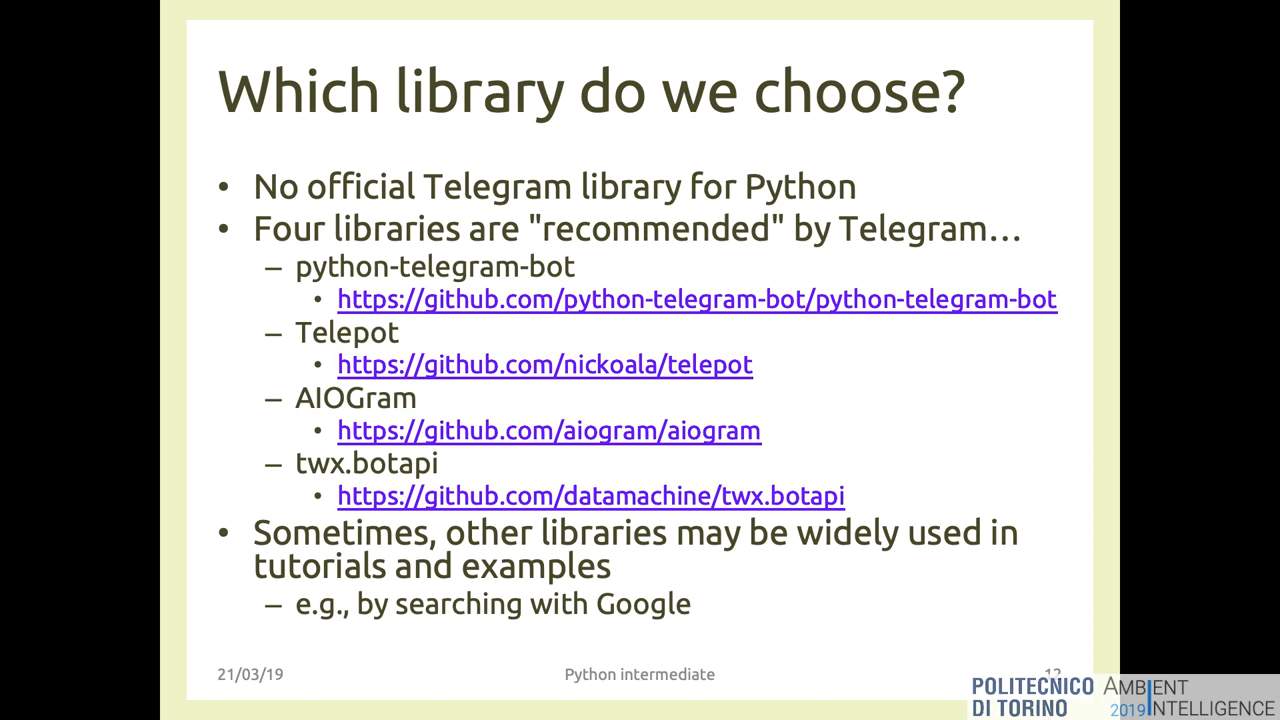 Which library do we choose?
• No official Telegram library for Python
• Four libraries are "recommended" by Telegram…
– python-telegram-bot
• https://github.com/python-telegram-bot/python-telegram-bot
– Telepot
• https://github.com/nickoala/telepot
– AIOGram
• https://github.com/aiogram/aiogram
– twx.botapi
• https://github.com/datamachine/twx.botapi
• Sometimes, other libraries may be widely used in
tutorials and examples
– e.g., by searching with Google
21/03/19
Python intermediate
12
POLITECNICO
DI TORINO
AMBIENT
2019 INTELLIGENCE